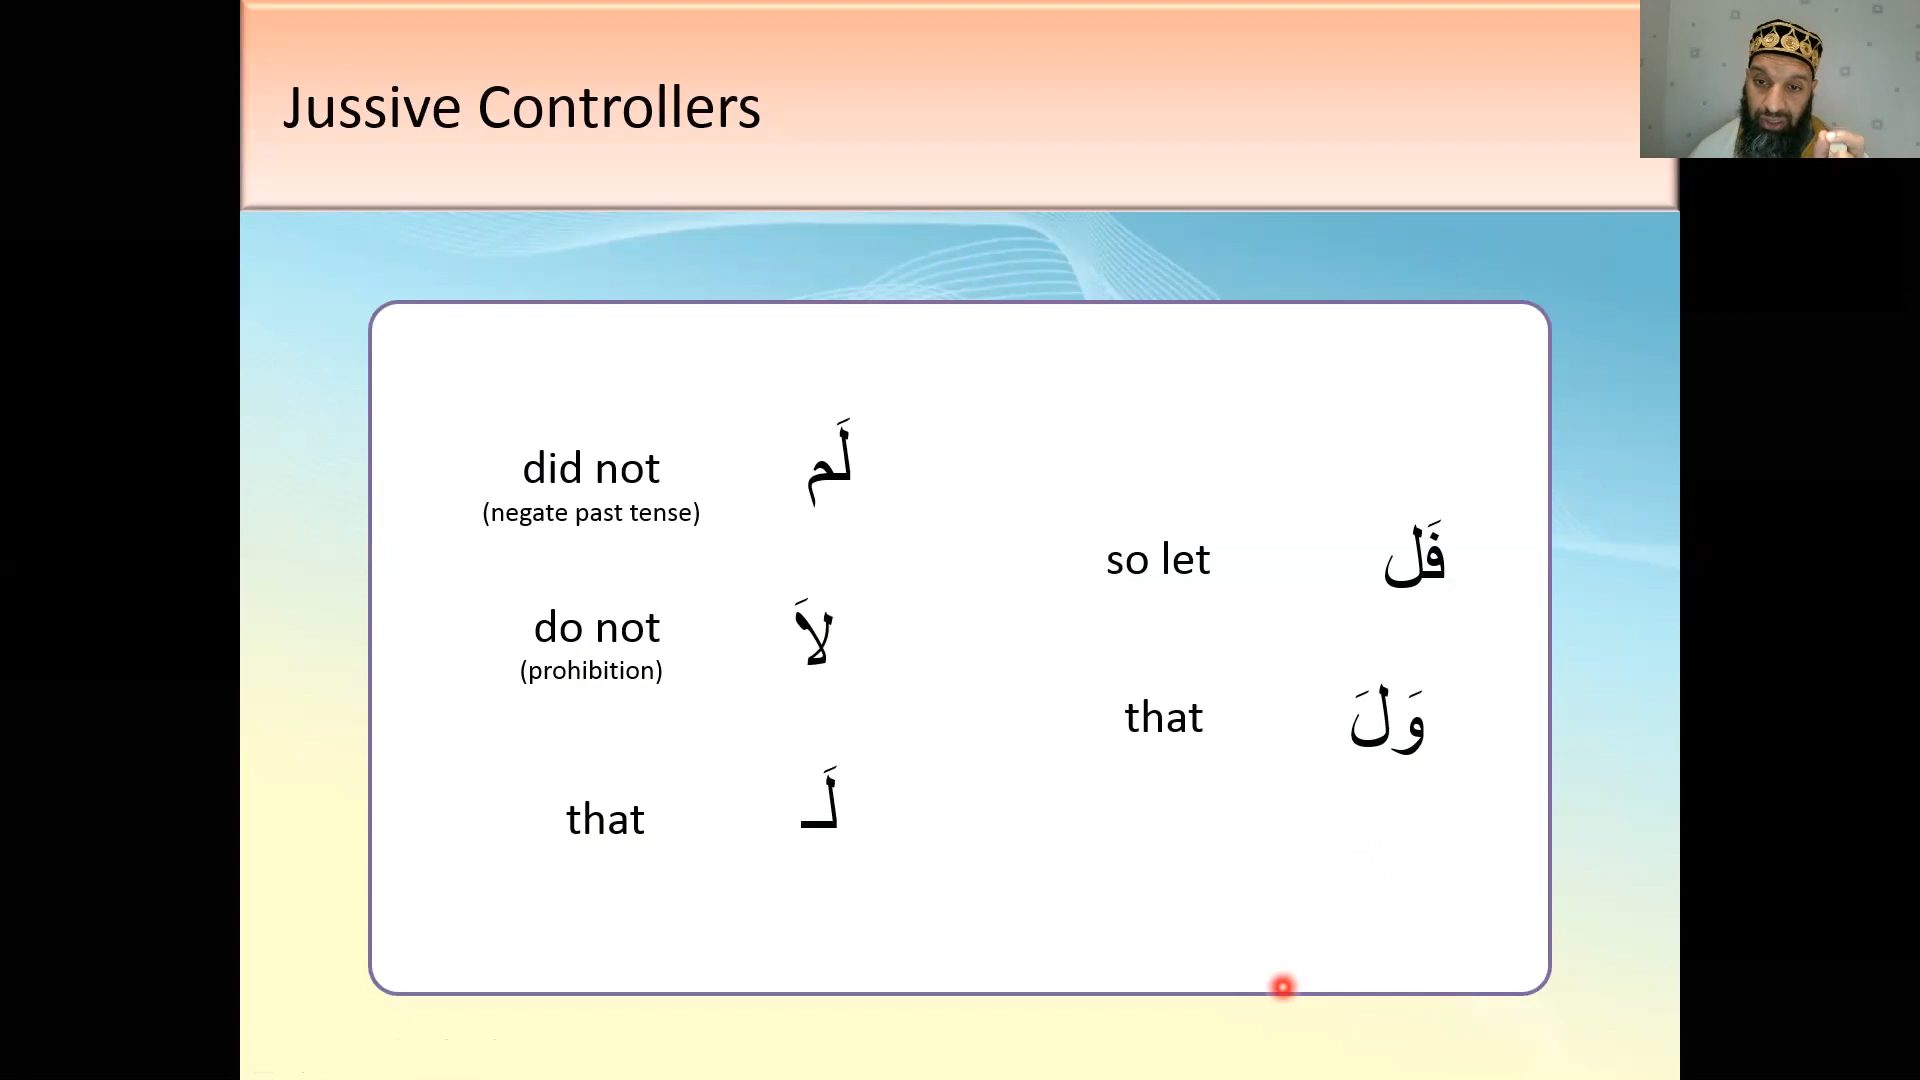 Jussive Controllers
did not
لَم
(negate past tense)
do not
لاَ
(prohibition)
that
لَـ
so let
فَل
that
وَلَ